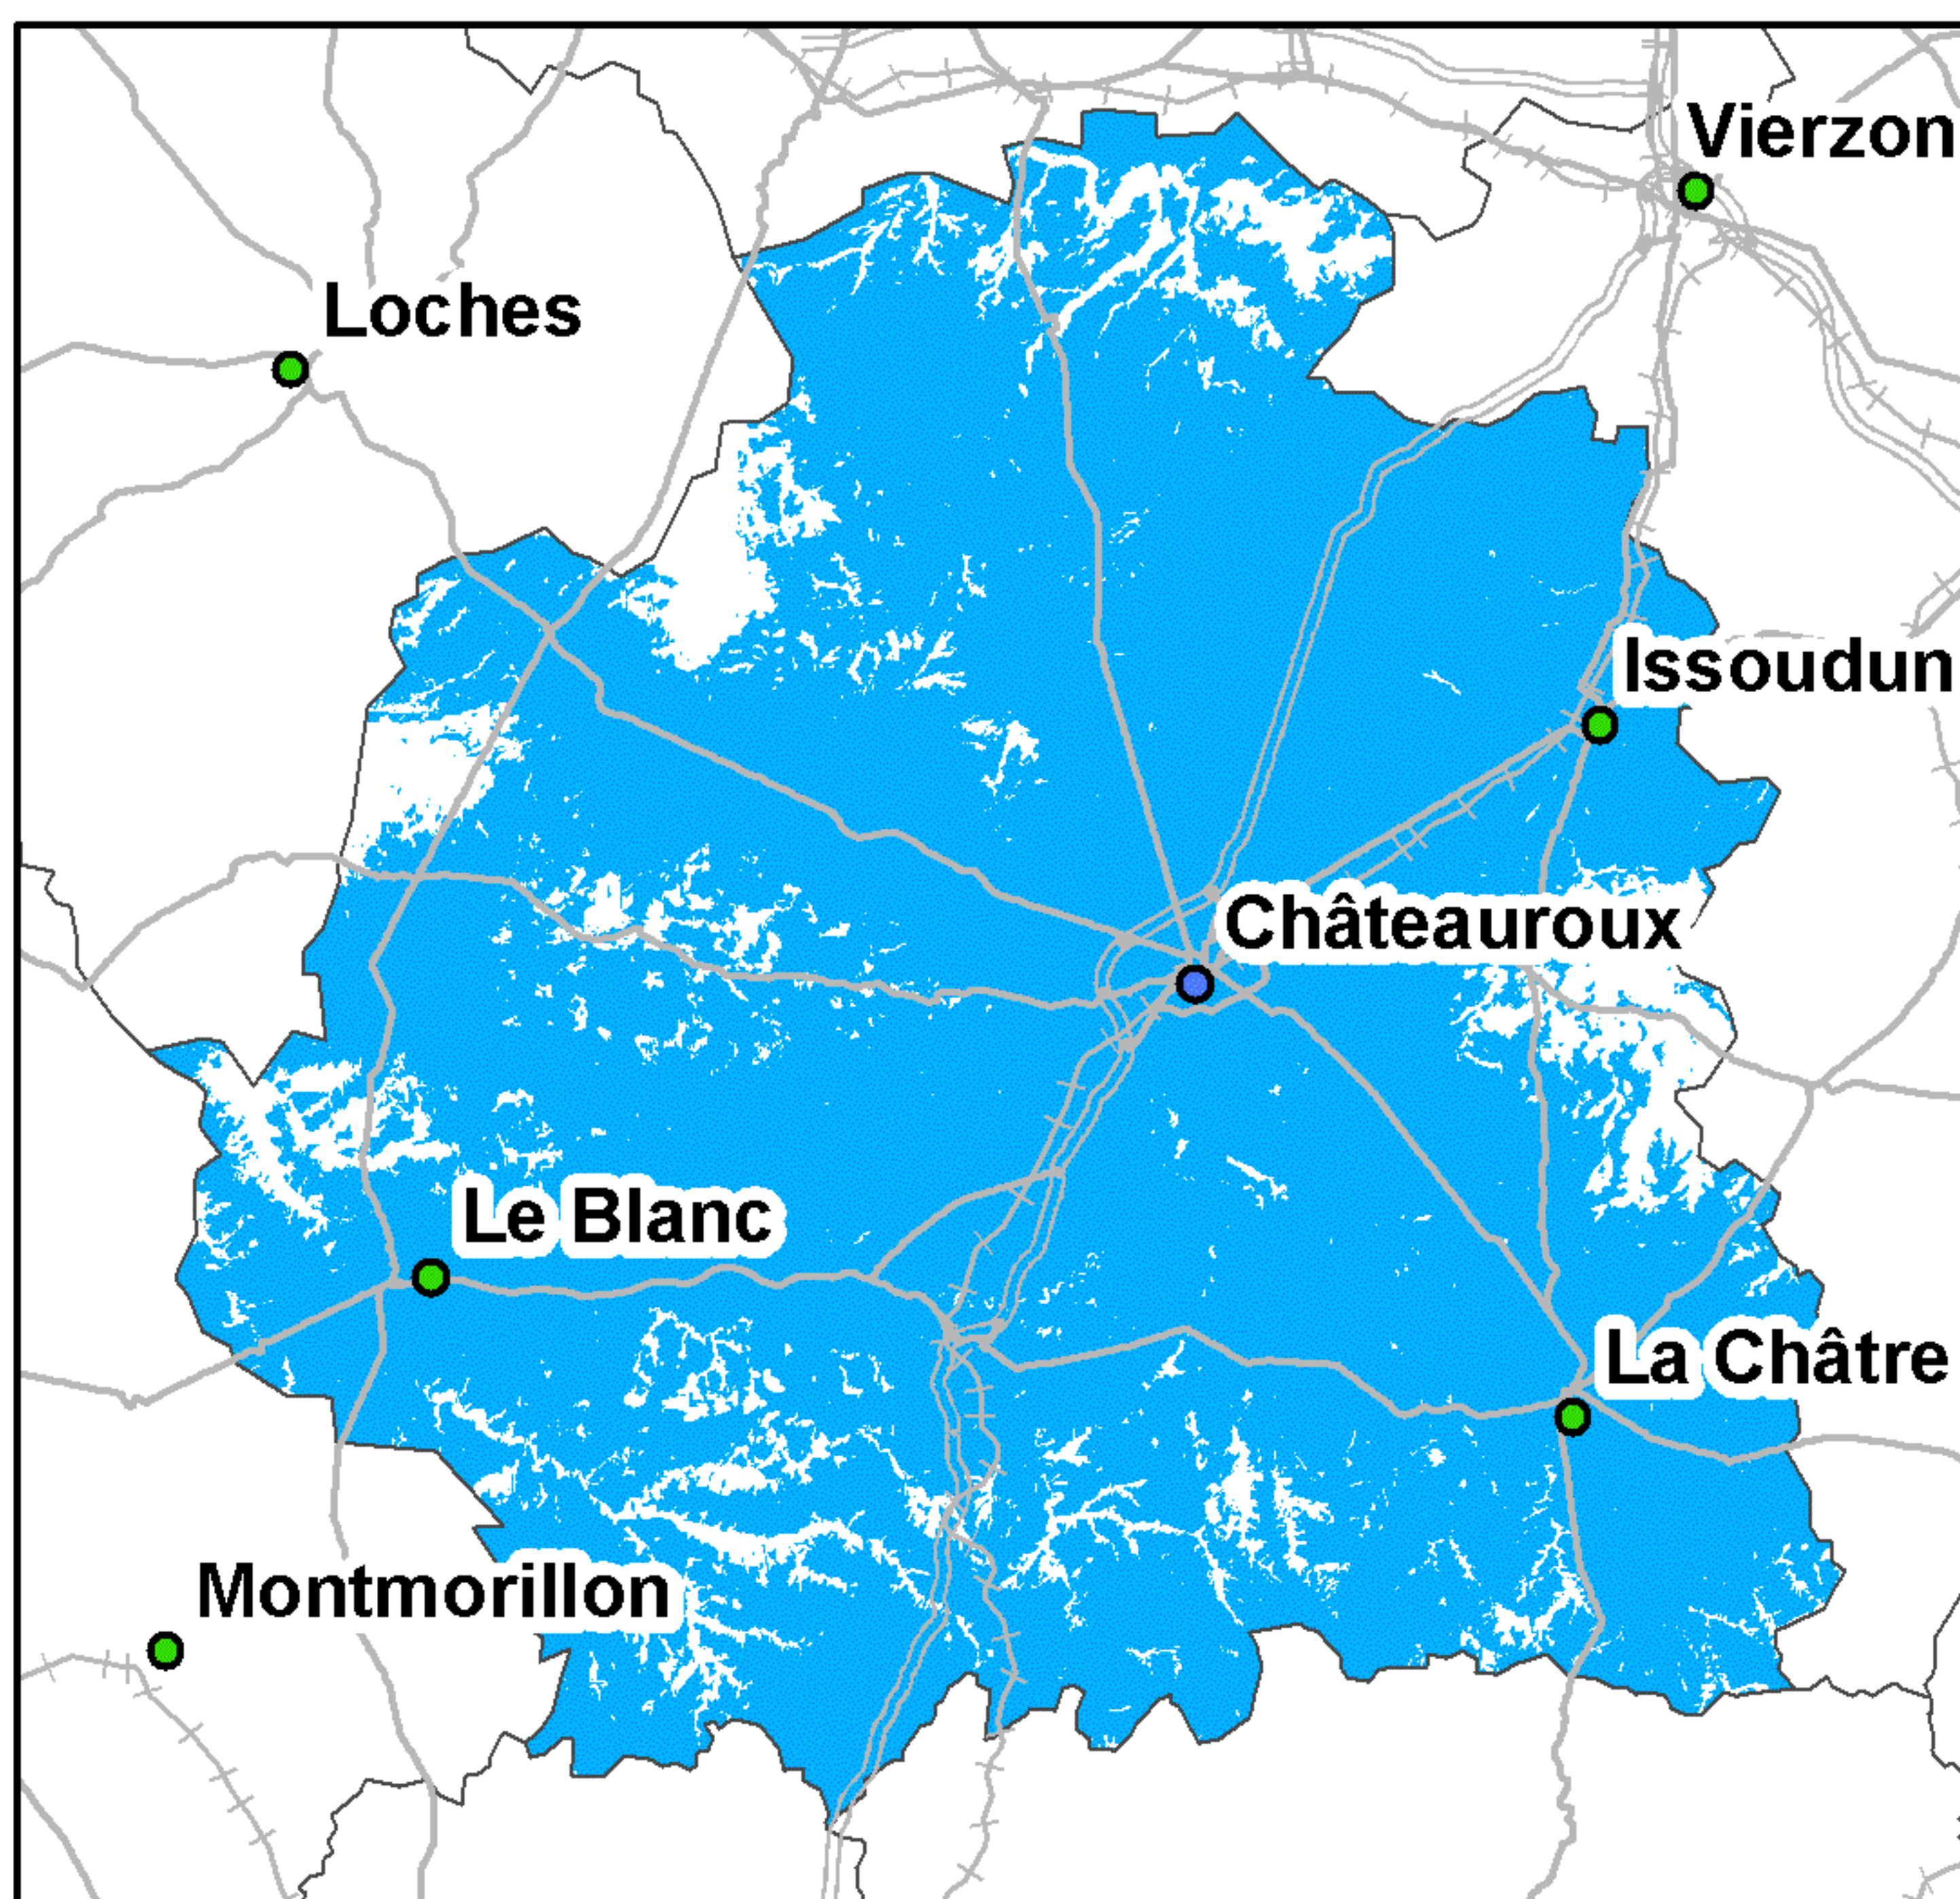 Vierzon
Loches
Issoudun
Châteauroux
Le Blanc
La Châtre
Montmorillon